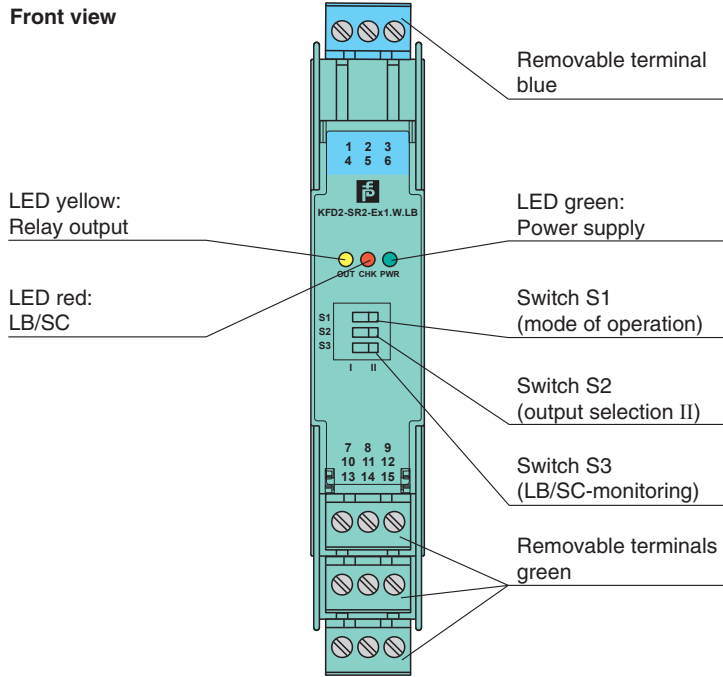 Front view
Removable terminal
blue
1 2 3
4 5 6
KFD2-SR2-Ex1.W.LB
LED yellow:
Relay output
LED green:
Power supply
OUT CHK PWR
LED red:
LB/SC
Switch S1
(mode of operation)
S1
S2
S3
I II
Switch S2
(output selection II)
7 8 9
10 11 12
13 14 15
Switch S3
(LB/SC-monitoring)
Removable terminals
green